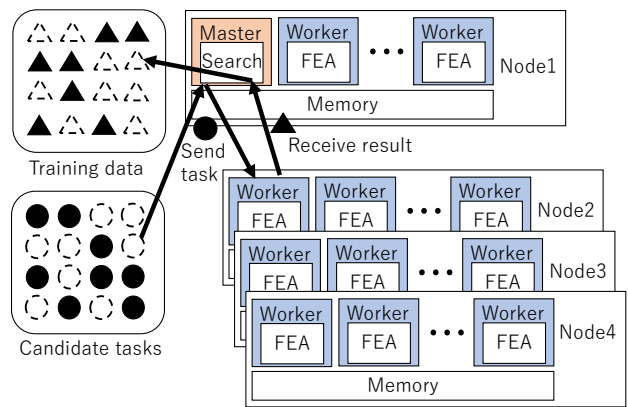 Master
Search
Worker
FEA
Worker
FEA
Node1
Memory
Training data
Send
task
Receive result
Worker
FEA
Worker
FEA
Worker
FEA
Node2
Worker
FEA
Worker
FEA
Worker
FEA
Node3
Worker
FEA
Worker
FEA
Worker
FEA
Node4
Memory
Candidate tasks